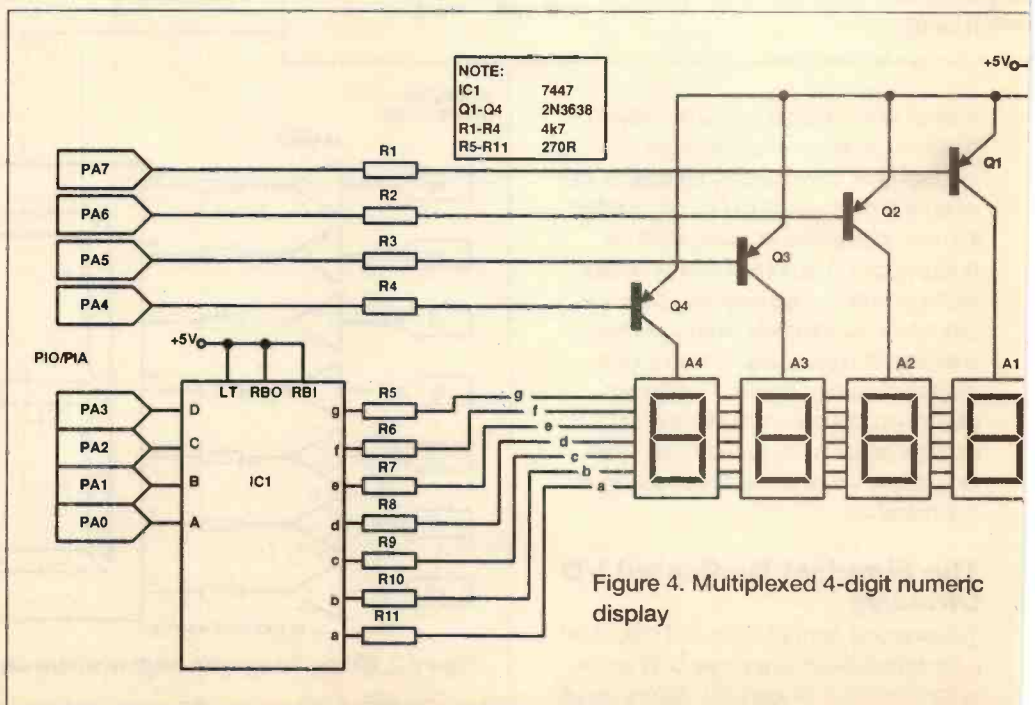 NOTE:
IC1 7447
Q1-Q4 2N3638
R1-R4 4k7
R5-R11 270R
+5V
PA7
R1
Q1
PA6
R2
Q2
PA5
R3
Q3
PA4
R4
Q4
+5V
PIO/PIA
A4
A3
A2
A1
LT RBO RBI
PA3
D
g
R5
g
PA2
C
f
R6
f
PA1
B
IC1
e
R7
e
PA0
A
d
R8
d
c
R9
c
b
R10
b
a
R11
a
Figure 4. Multiplexed 4-digit numeric
display